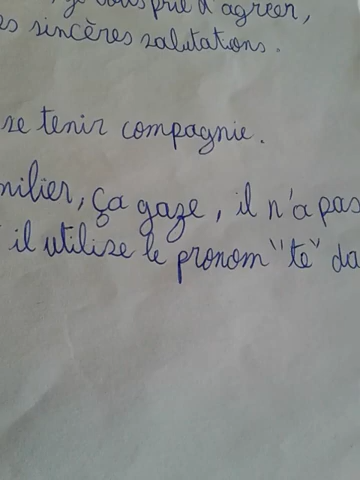 je vous prie d'agréer,
es sincères salutations.
se tenir compagnie.
milier, ça gaze, il n'a pas
il utilise le pronom "te" da